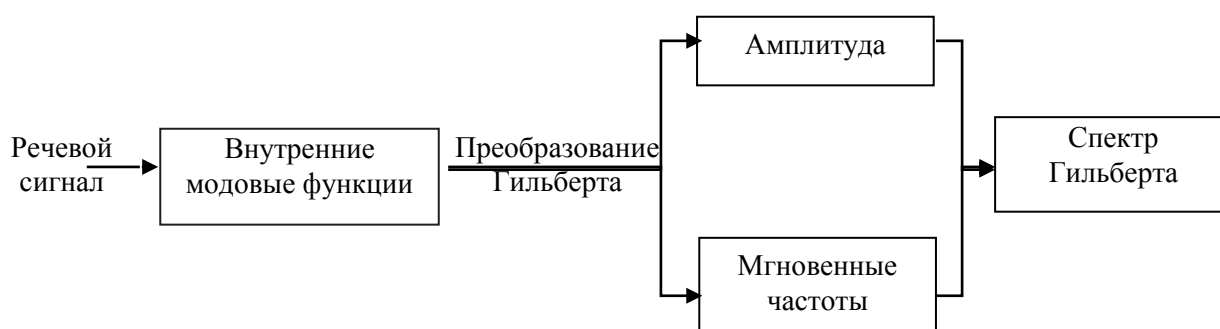 Речевой
сигнал
Внутренние
модовые функции
Преобразование
Гильберта
Амплитуда
Мгновенные
частоты
Спектр
Гильберта